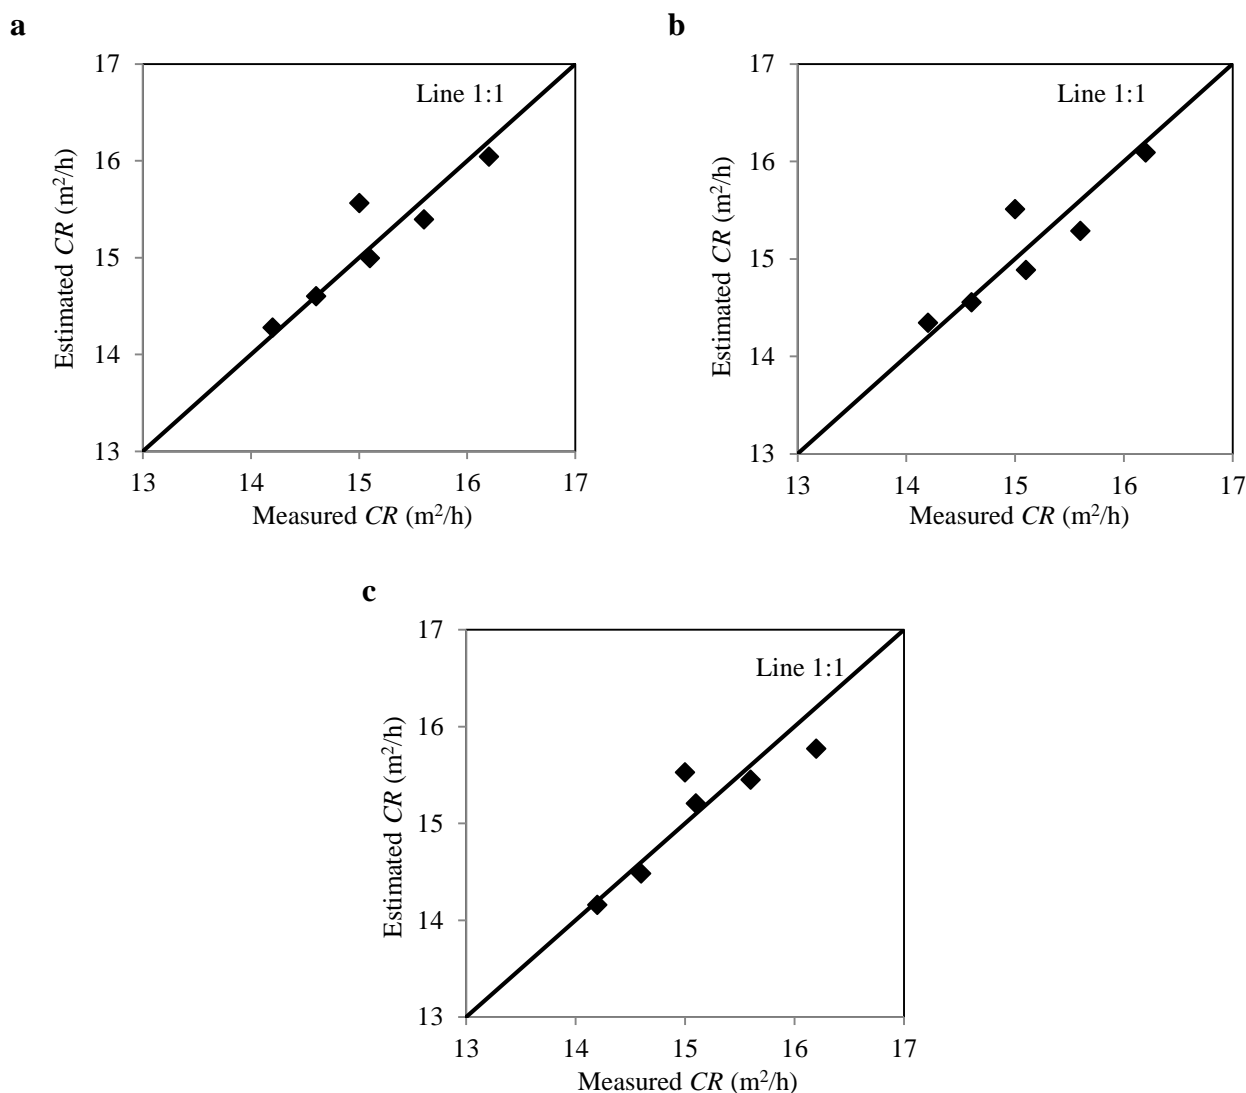 a
17
16
15
14
13
Line 1:1
Estimated CR (m²/h)
13 14 15 16 17
Measured CR (m²/h)
b
17
16
15
14
13
Line 1:1
Estimated CR (m²/h)
13 14 15 16 17
Measured CR (m²/h)
c
17
16
15
14
13
Line 1:1
Estimated CR (m²/h)
13 14 15 16 17
Measured CR (m²/h)